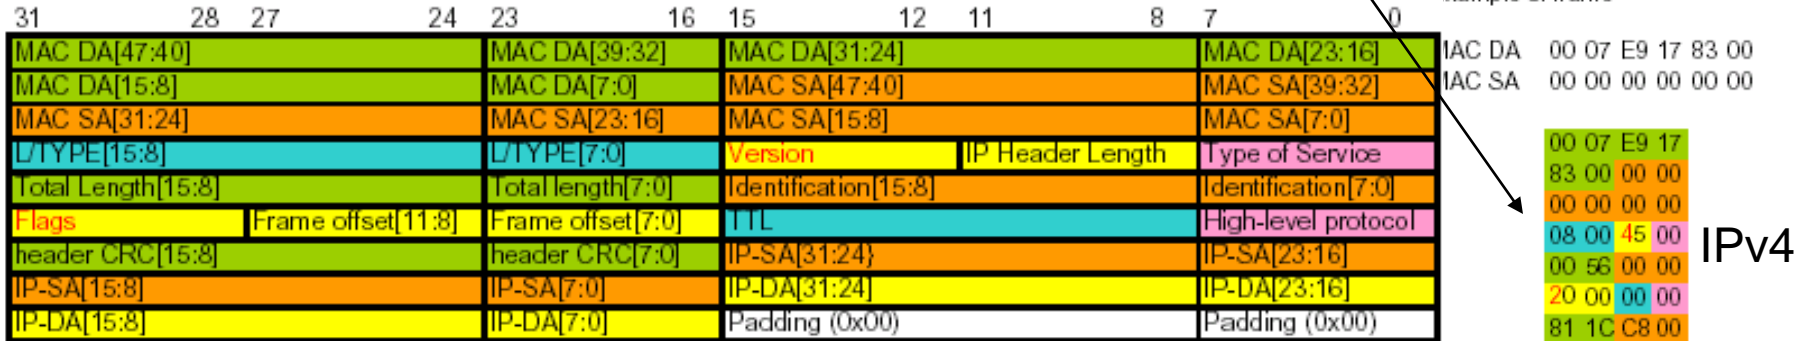 31 28 27 24 23 16 15 12 11 8 7 0
MAC DA[47:40] MAC DA[39:32] MAC DA[31:24] MAC DA[23:16]
MAC DA[15:8] MAC DA[7:0] MAC SA[47:40] MAC SA[39:32]
MAC SA[31:24] MAC SA[23:16] MAC SA[15:8] MAC SA[7:0]
L/TYPE[15:8] L/TYPE[7:0] Version IP Header Length Type of Service
Total Length[15:8] Total length[7:0] Identification[15:8] Identification[7:0]
Flags Frame offset[11:8] Frame offset[7:0] TTL High-level protocol
header CRC[15:8] header CRC[7:0] IP-SA[31:24} IP-SA[23:16]
IP-SA[15:8] IP-SA[7:0] IP-DA[31:24] IP-DA[23:16]
IP-DA[15:8] IP-DA[7:0] Padding (0x00) Padding (0x00)
DA 00 07 E9 17 83 00
SA 00 00 00 00 00 00
00 07 E9 17
83 00 00 00
00 00 00 00
08 00 45 00
00 56 00 00
20 00 00 00
81 1C C8 00
IPv4